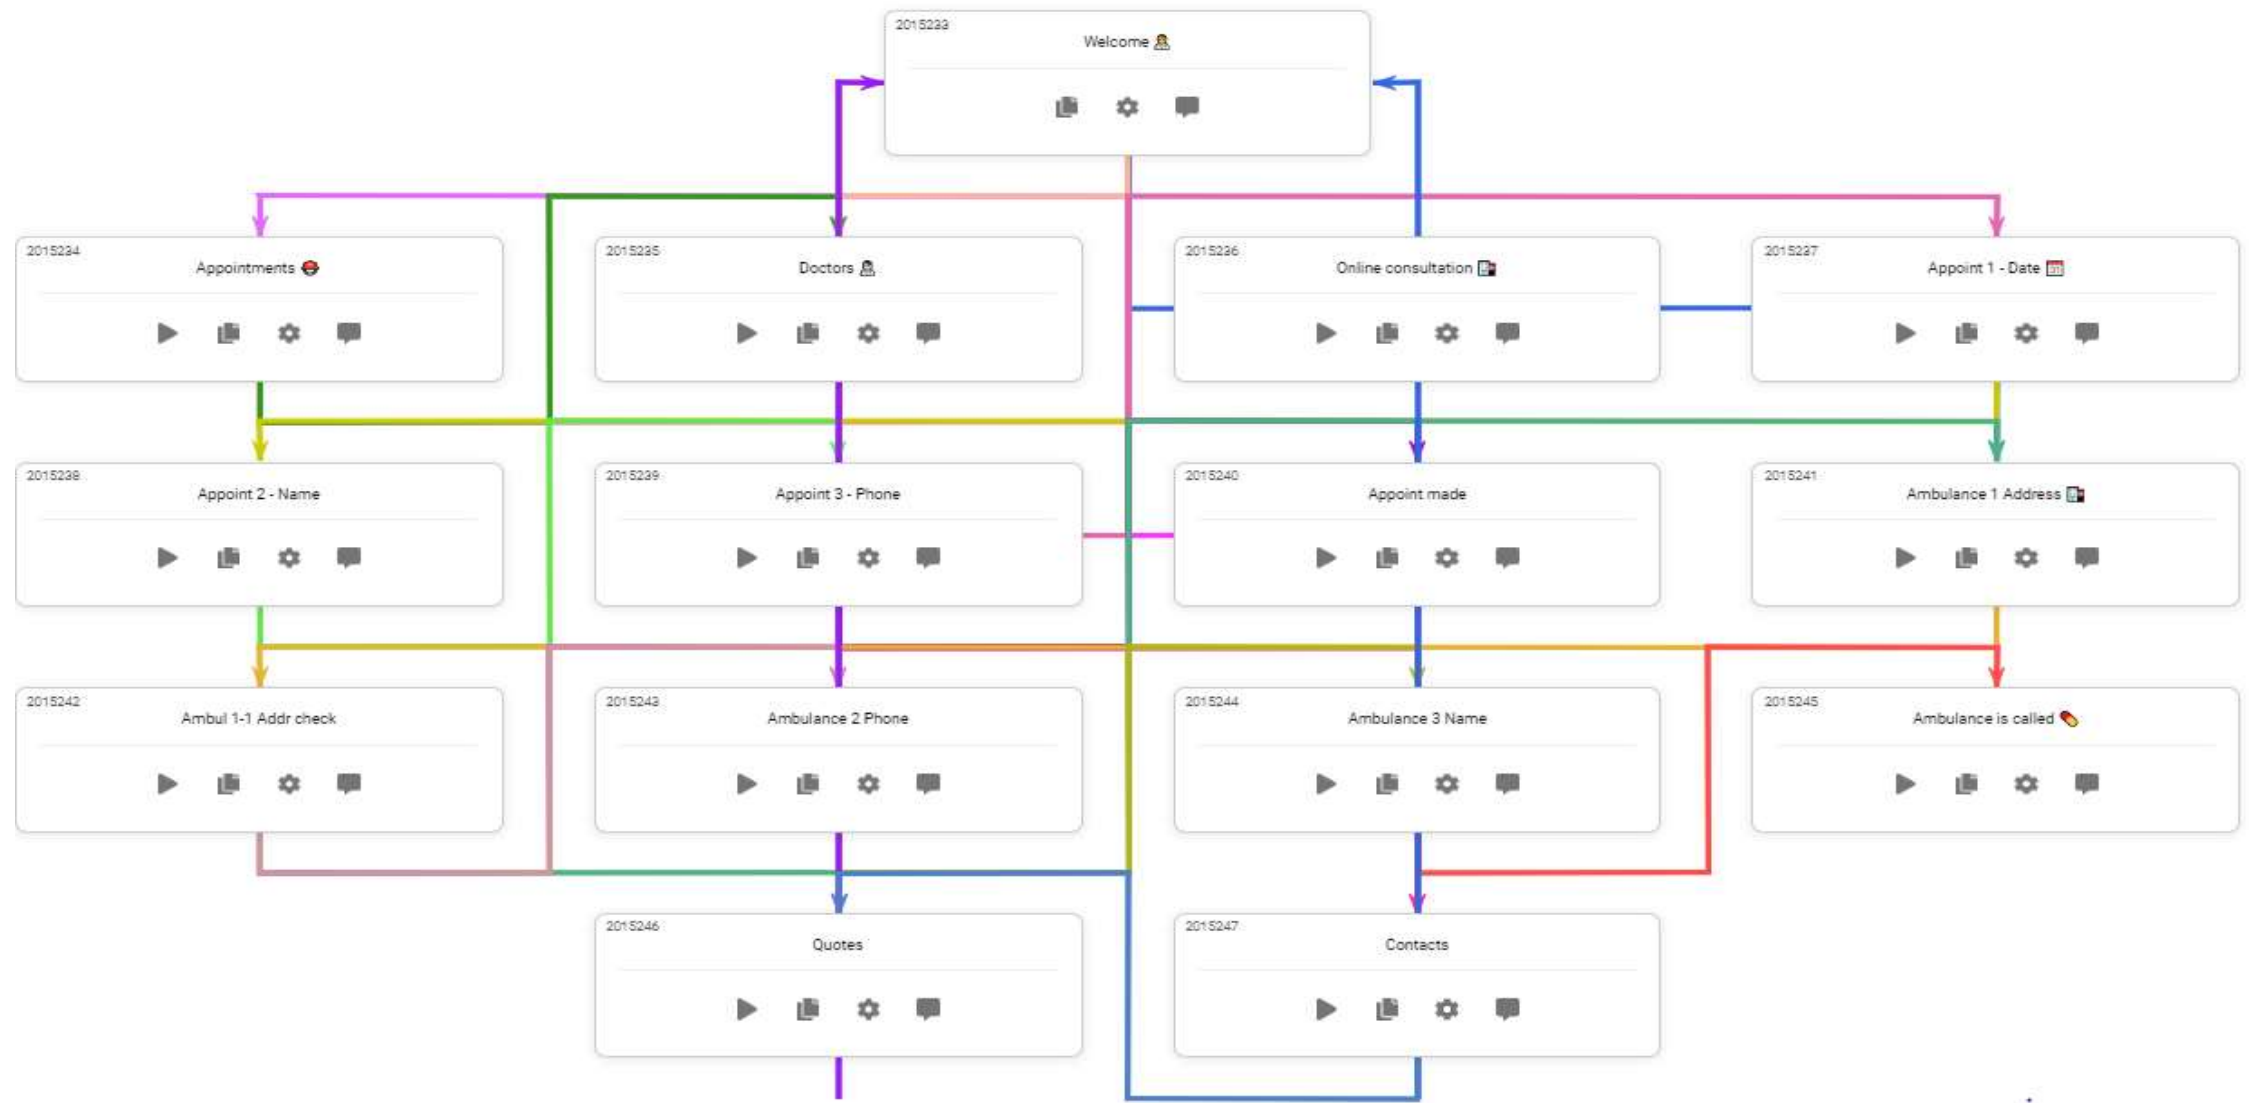 2015233
Welcome
2015234
Appointments
2015235
Doctors
2015236
Online consultation
2015237
Appoint 1 - Date
2015238
Appoint 2 - Name
2015239
Appoint 3 - Phone
2015240
Appoint made
2015241
Ambulance 1 Address
2015242
Ambul 1-1 Addr check
2015243
Ambulance 2 Phone
2015244
Ambulance 3 Name
2015245
Ambulance is called
2015246
Quotes
2015247
Contacts